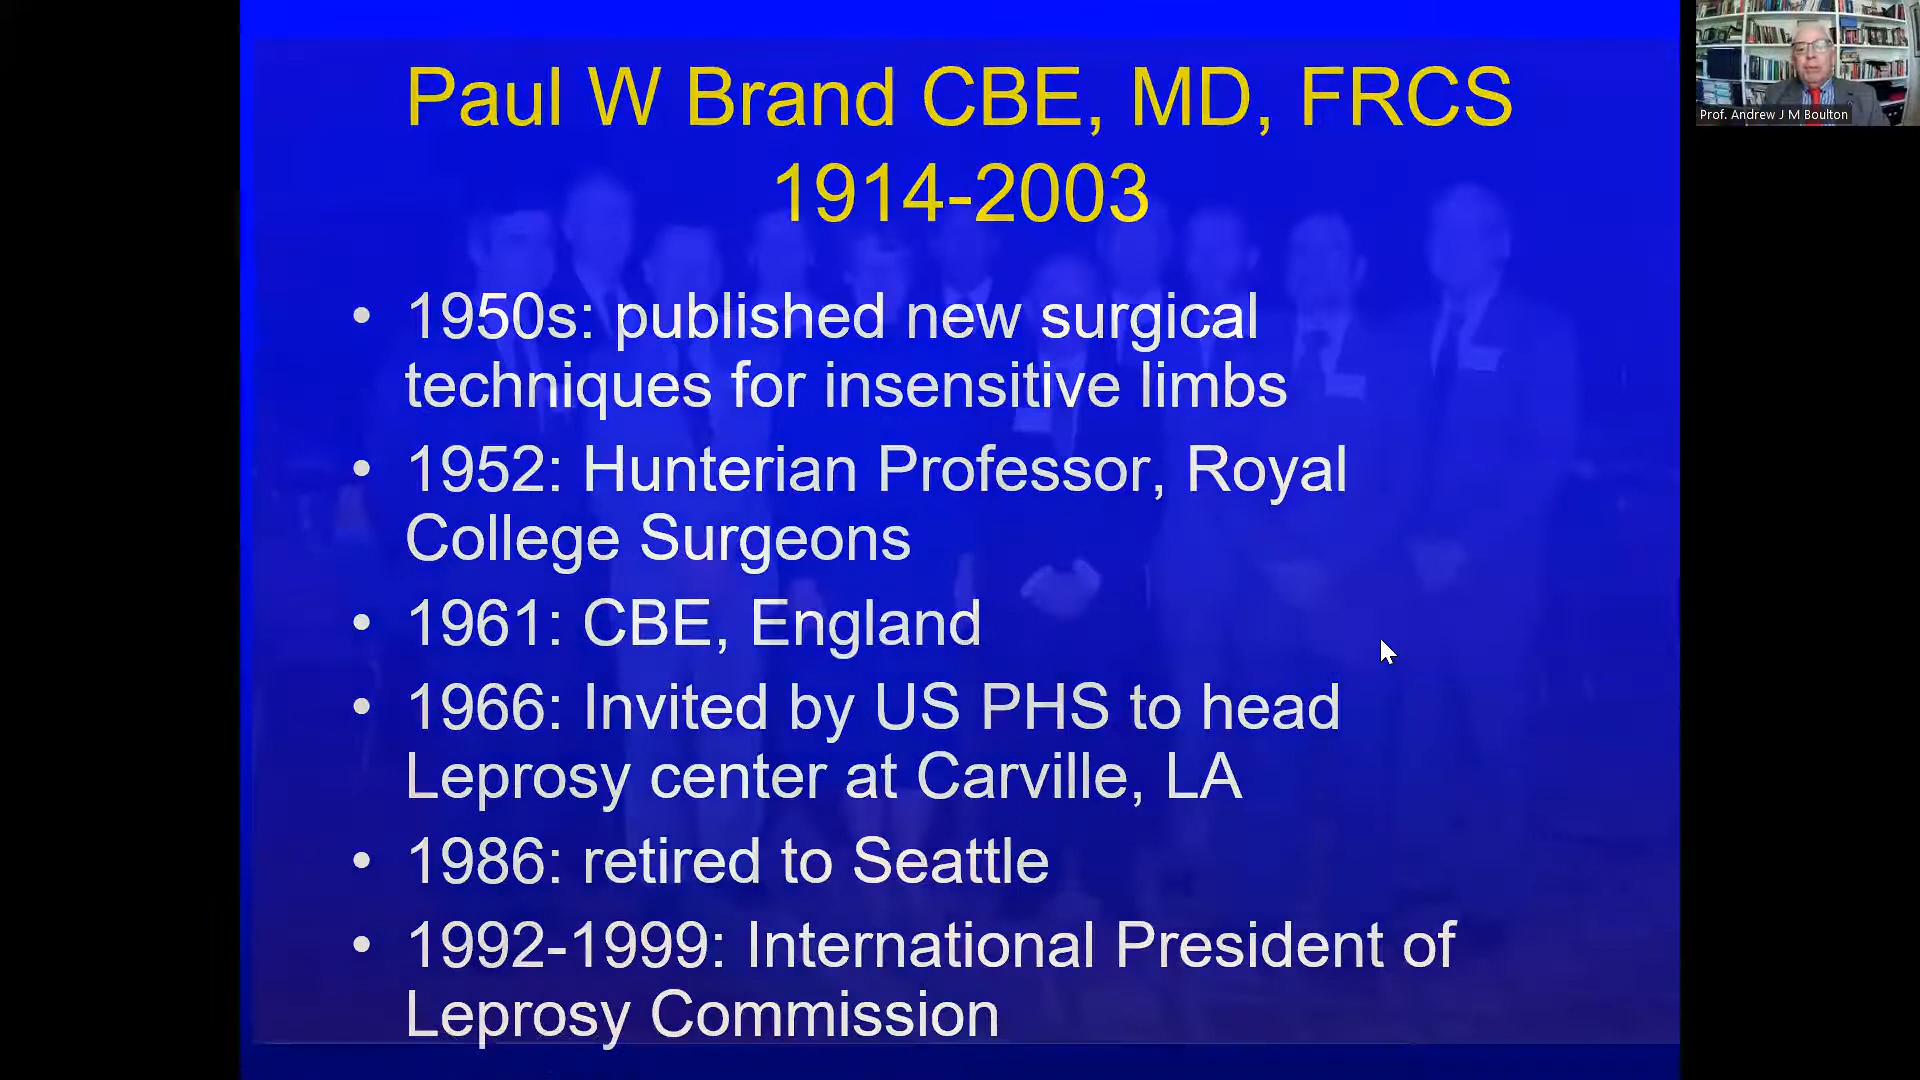 Paul W Brand CBE, MD, FRCS
1914-2003
• 1950s: published new surgical
techniques for insensitive limbs
• 1952: Hunterian Professor, Royal
College Surgeons
• 1961: CBE, England
• 1966: Invited by US PHS to head
Leprosy center at Carville, LA
• 1986: retired to Seattle
• 1992-1999: International President of
Leprosy Commission
Prof. Andrew J M Boulton